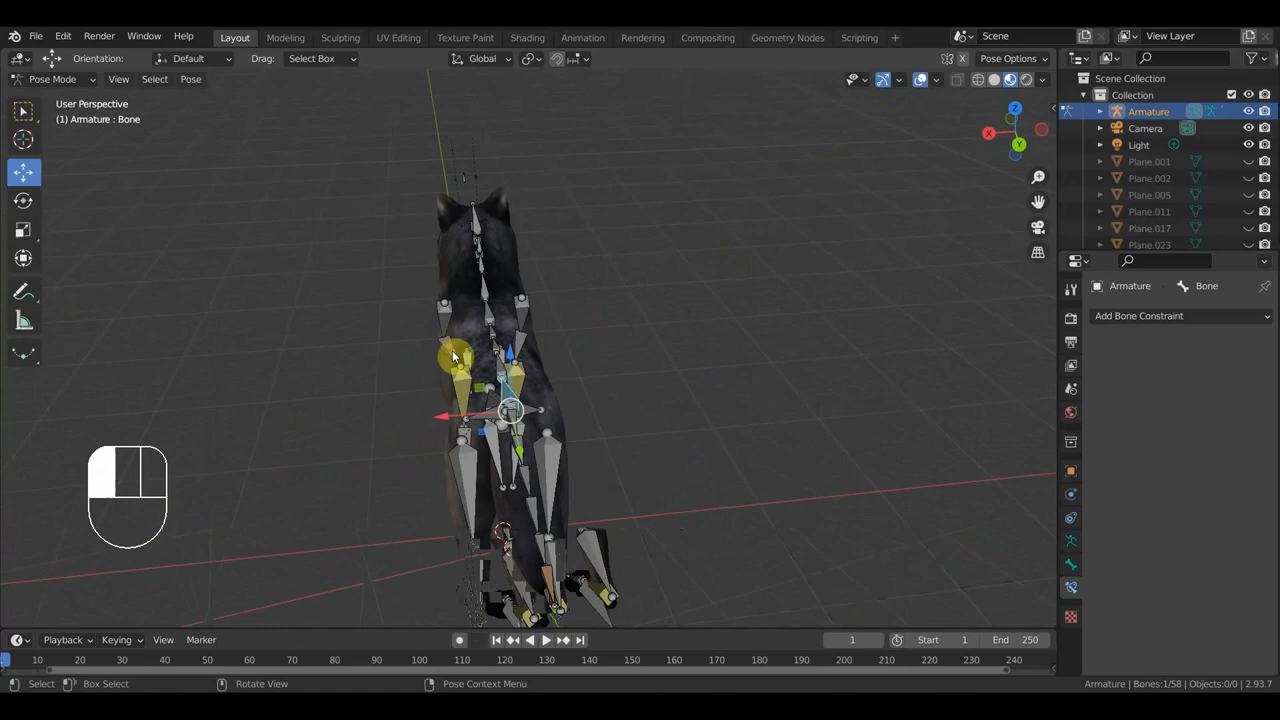 File Edit Render Window Help Layout Modeling Sculpting UV Editing Texture Paint Shading Animation Rendering Compositing Geometry Nodes Scripting + Scene View Layer
Orientation: Default Drag: Select Box Global X Pose Options
Pose Mode View Select Pose
Scene Collection
Collection
Armature
Camera
Light
Plane.001
Plane.002
Plane.005
Plane.011
Plane.017
Plane.023
User Perspective
(1) Armature : Bone
Z
X
Y
Armature Bone
Add Bone Constraint
Playback Keying View Marker 1 Start 1 End 250
10 20 30 40 50 60 70 80 90 100 110 120 130 140 150 160 170 180 190 200 210 220 230 240
Select Box Select Rotate View Pose Context Menu Armature | Bones:1/58 | Objects:0/0 | 2.93.7